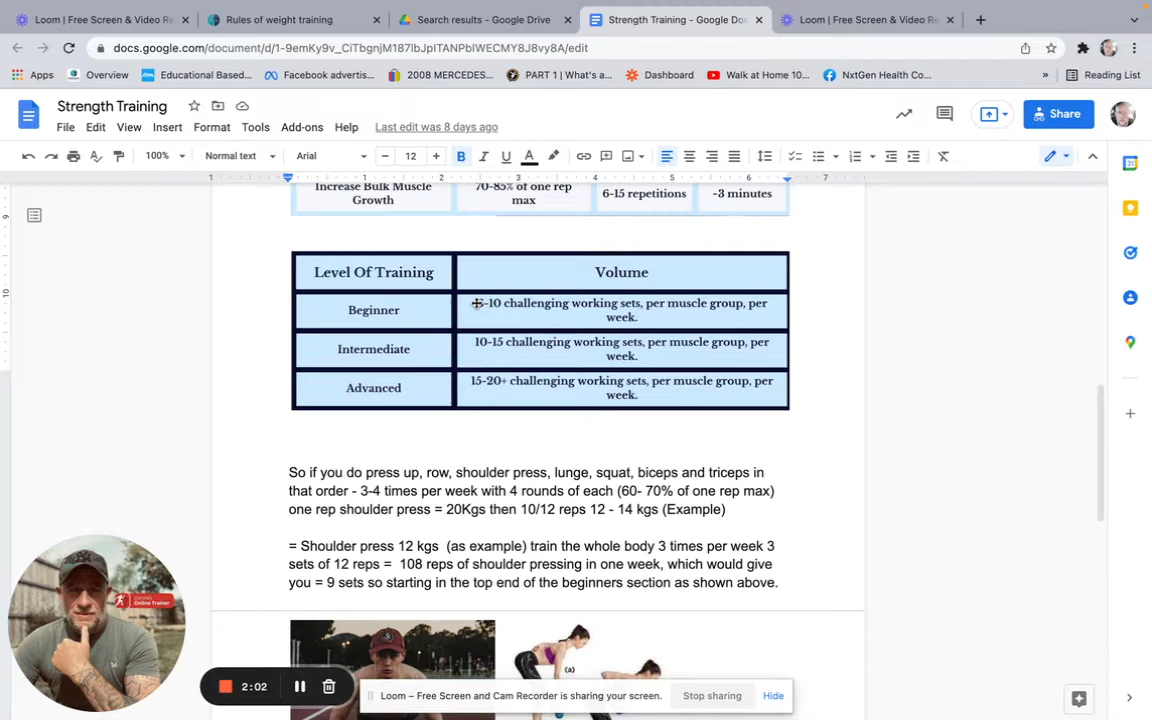 Loom | Free Screen & Video Re
Rules of weight training
Search results - Google Drive
Strength Training - Google Doc
Loom | Free Screen & Video Re
docs.google.com/document/d/1-9emKy9v_CiTbgnjM187lbJpITANPbIWECMY8J8vy8A/edit
Apps
Overview
Educational Based...
Facebook advertis...
2008 MERCEDES...
PART 1 | What's a...
Dashboard
Walk at Home 10...
NxtGen Health Co...
»
Reading List
Strength Training
Share
File Edit View Insert Format Tools Add-ons Help Last edit was 8 days ago
100% Normal text Arial 12 B I U A
1 1 2 3 4 5 6 7
Increase Bulk Muscle
Growth
70-85% of one rep
max
6-15 repetitions
~3 minutes
Level Of Training
Volume
Beginner
-10 challenging working sets, per muscle group, per
week.
Intermediate
10-15 challenging working sets, per muscle group, per
week.
Advanced
15-20+ challenging working sets, per muscle group, per
week.
So if you do press up, row, shoulder press, lunge, squat, biceps and triceps in
that order - 3-4 times per week with 4 rounds of each (60- 70% of one rep max)
one rep shoulder press = 20Kgs then 10/12 reps 12 - 14 kgs (Example)
= Shoulder press 12 kgs (as example) train the whole body 3 times per week 3
sets of 12 reps = 108 reps of shoulder pressing in one week, which would give
you = 9 sets so starting in the top end of the beginners section as shown above.
(a)
Online Trainer
2:02
Loom – Free Screen and Cam Recorder is sharing your screen.
Stop sharing
Hide